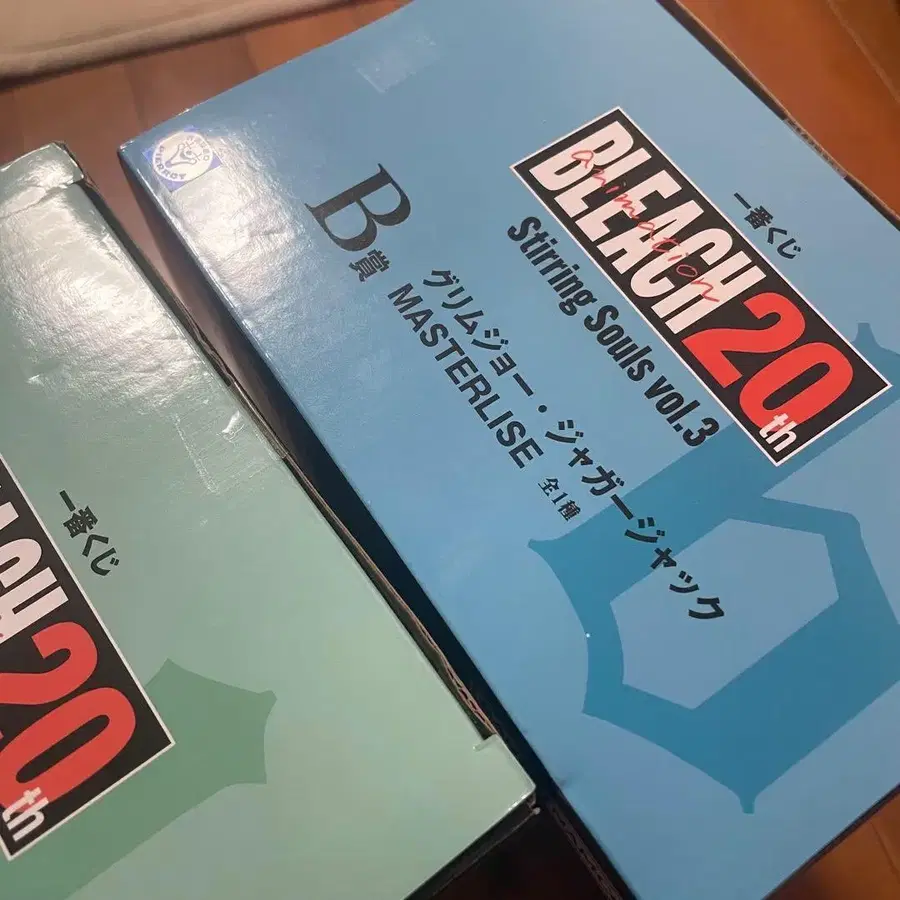 一番くじ
BLEACH 20th
animation
Stirring Souls vol.3
B賞
グリムジョー・ジャガージャック
MASTERLISE 全1種
一番くじ
20th